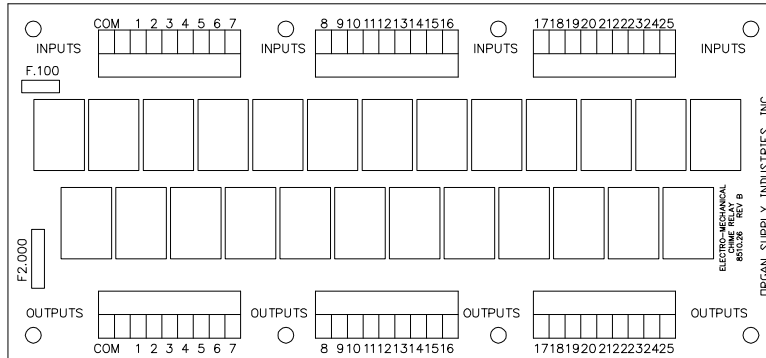 COM 1 2 3 4 5 6 7 8 9 10 11 12 13 14 15 16 17 18 19 20 21 22 23 24 25
INPUTS INPUTS INPUTS INPUTS
F.100
ELECTRO-MECHANICAL
CHIME RELAY
8510.26 REV B
ORGAN SUPPLY INDUSTRIES, INC.
F2.000
OUTPUTS OUTPUTS OUTPUTS OUTPUTS
COM 1 2 3 4 5 6 7 8 9 10 11 12 13 14 15 16 17 18 19 20 21 22 23 24 25